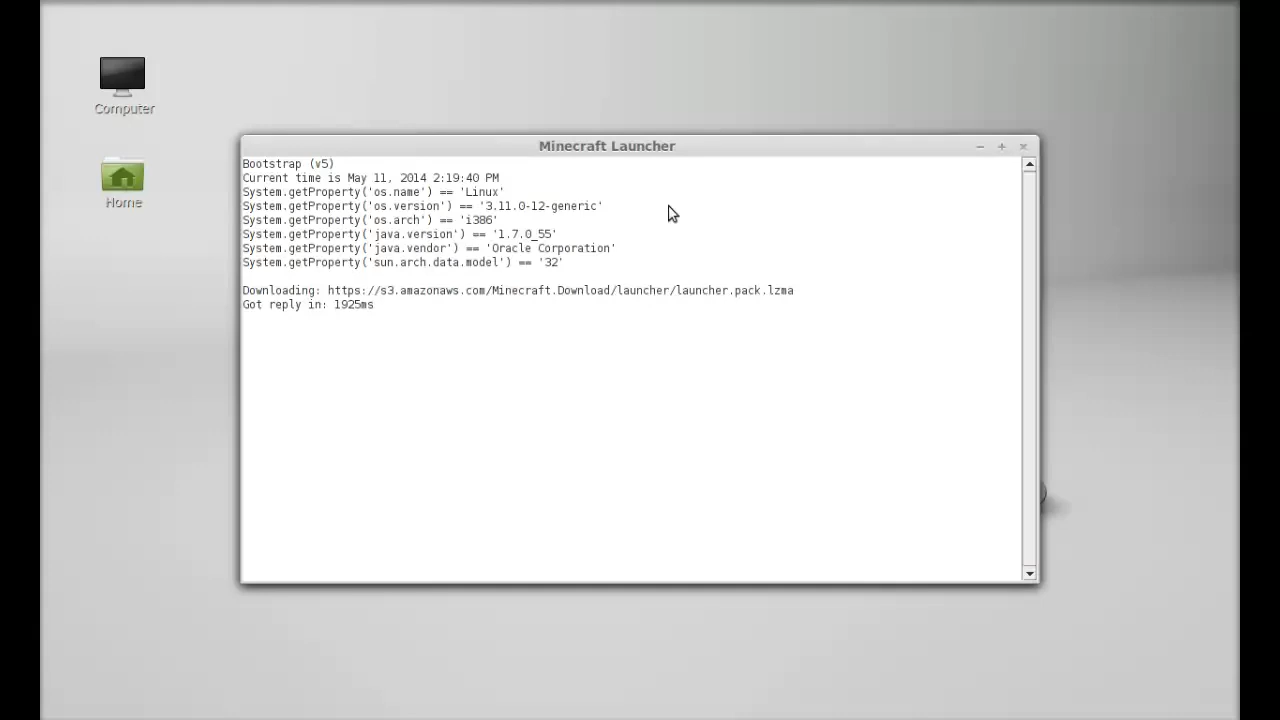 Computer
Home
Minecraft Launcher
Bootstrap (v5)
Current time is May 11, 2014 2:19:40 PM
System.getProperty('os.name') == 'Linux'
System.getProperty('os.version') == '3.11.0-12-generic'
System.getProperty('os.arch') == 'i386'
System.getProperty('java.version') == '1.7.0_55'
System.getProperty('java.vendor') == 'Oracle Corporation'
System.getProperty('sun.arch.data.model') == '32'
Downloading: https://s3.amazonaws.com/Minecraft.Download/launcher/launcher.pack.lzma
Got reply in: 1925ms